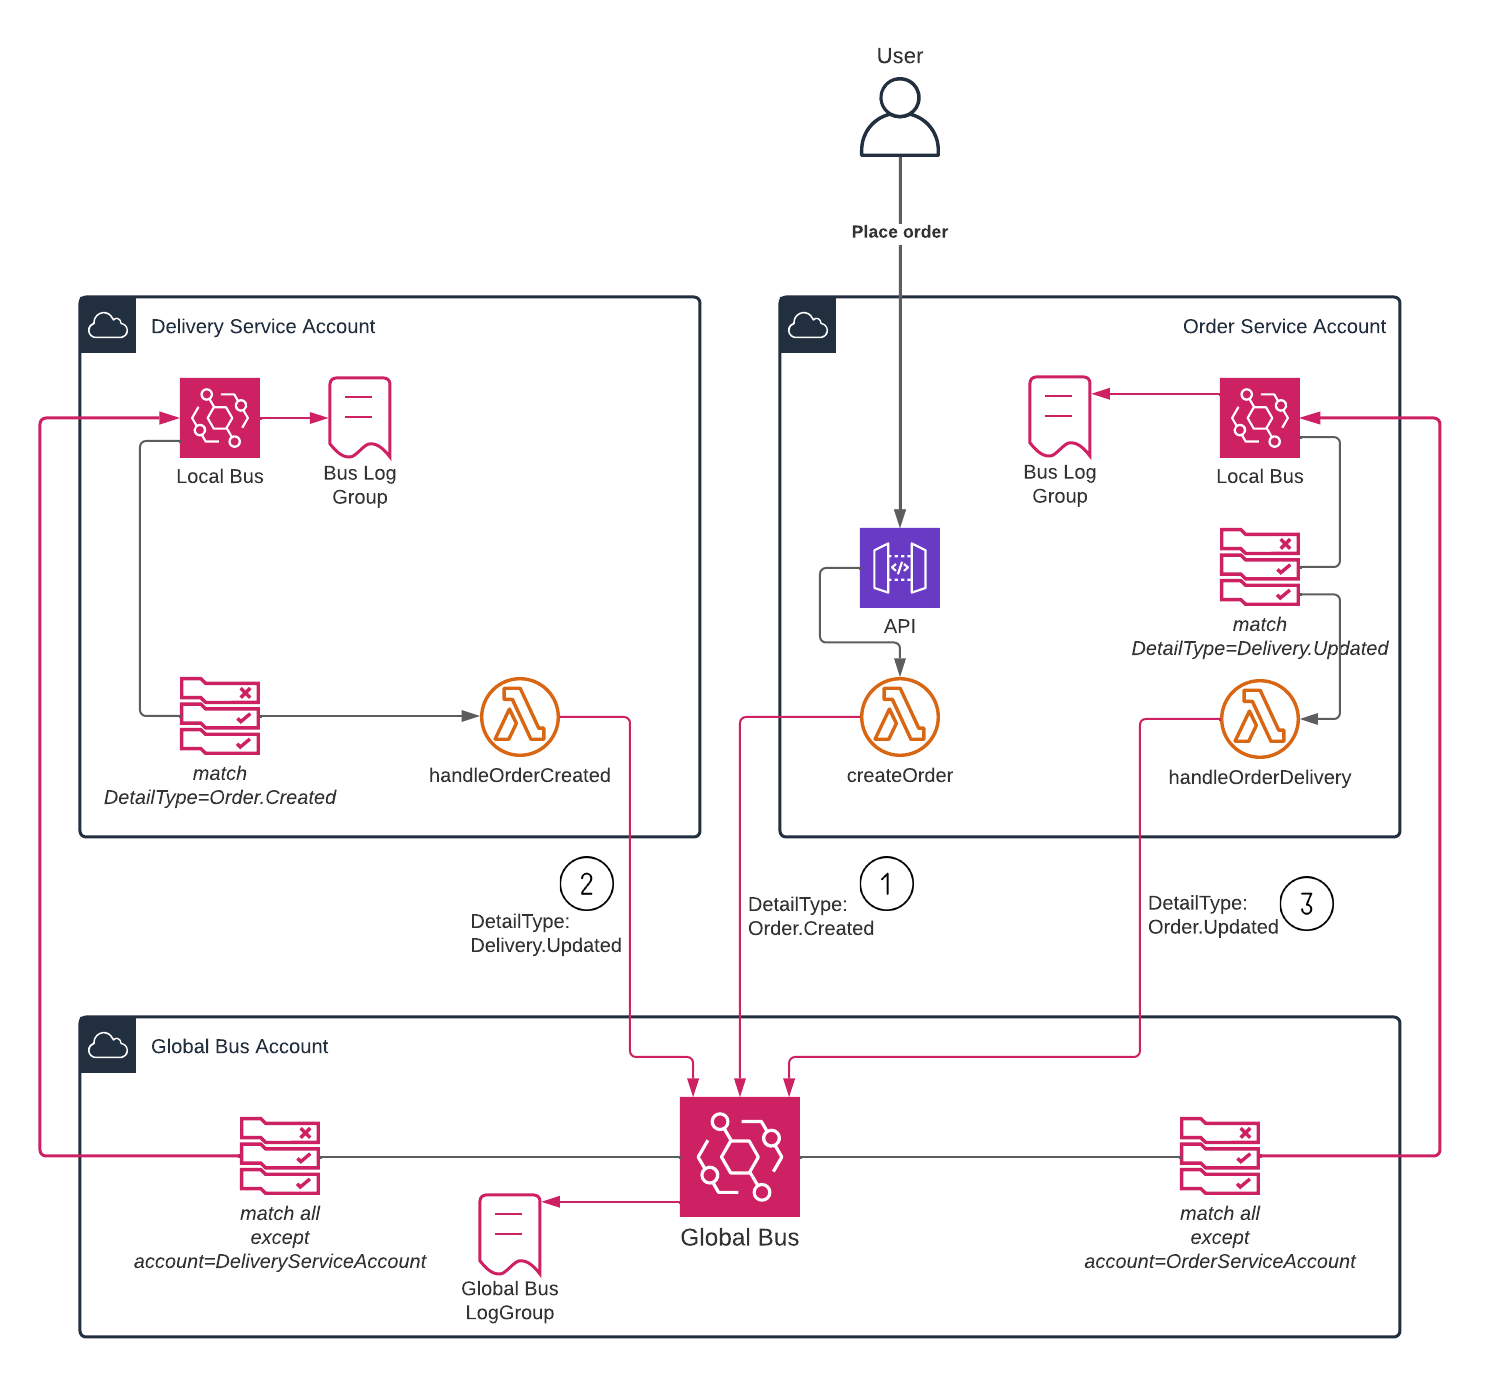 User
Place order
Delivery Service Account
Local Bus
Bus Log
Group
match
DetailType=Order.Created
handleOrderCreated
Order Service Account
Bus Log
Group
Local Bus
API
match
DetailType=Delivery.Updated
createOrder
handleOrderDelivery
2
DetailType:
Delivery.Updated
1
DetailType:
Order.Created
3
DetailType:
Order.Updated
Global Bus Account
match all
except
account=DeliveryServiceAccount
Global Bus
Global Bus
LogGroup
match all
except
account=OrderServiceAccount